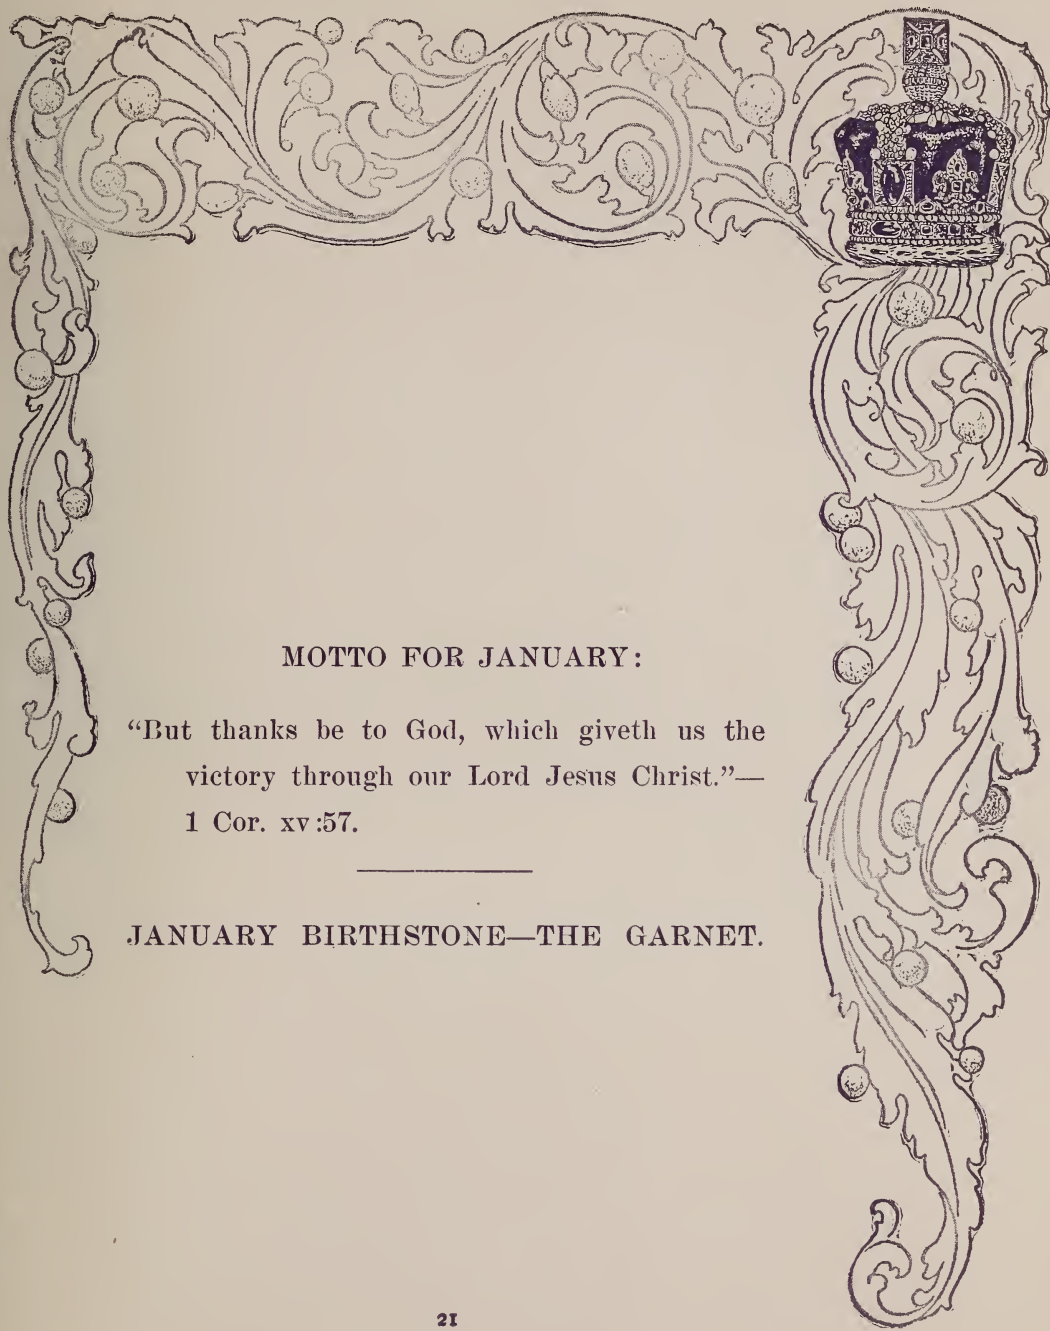 MOTTO FOR JANUARY:
“But thanks be to God, which giveth us the
victory through our Lord Jesus Christ.”—
1 Cor. xv:57.
JANUARY BIRTHSTONE—THE GARNET.
21